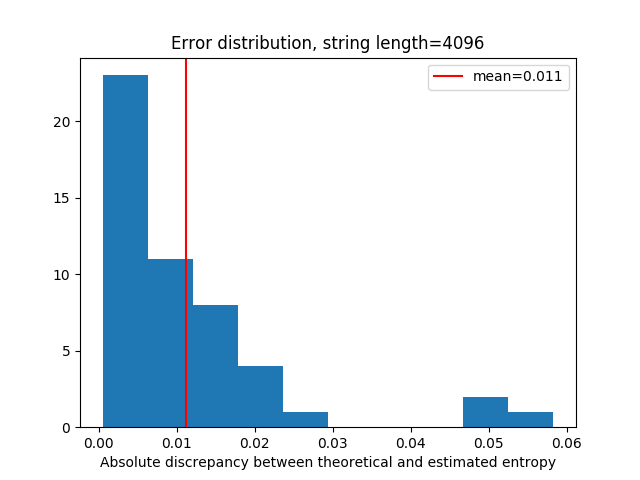 Error distribution, string length=4096
mean=0.011
20
15
10
5
0
0.00 0.01 0.02 0.03 0.04 0.05 0.06
Absolute discrepancy between theoretical and estimated entropy